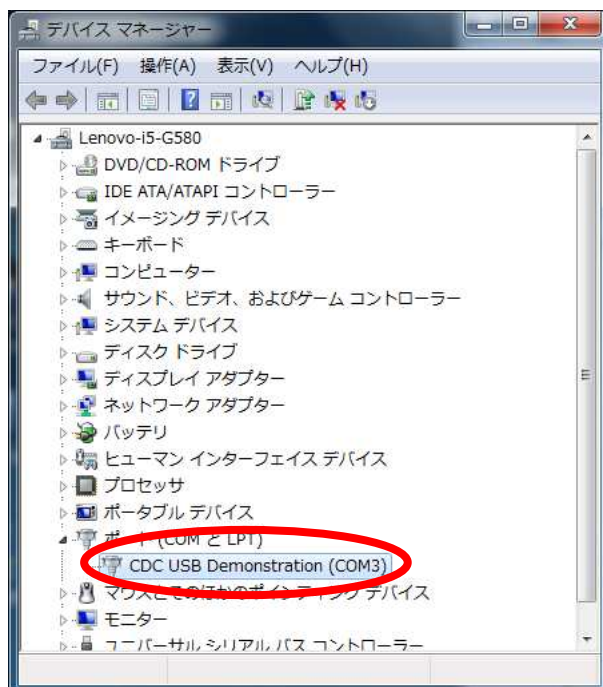 デバイス マネージャー
ファイル(F) 操作(A) 表示(V) ヘルプ(H)
Lenovo-i5-G580
DVD/CD-ROM ドライブ
IDE ATA/ATAPI コントローラー
イメージング デバイス
キーボード
コンピューター
サウンド、ビデオ、およびゲーム コントローラー
システム デバイス
ディスク ドライブ
ディスプレイ アダプター
ネットワーク アダプター
バッテリ
ヒューマン インターフェイス デバイス
プロセッサ
ポータブル デバイス
ポート (COM と LPT)
CDC USB Demonstration (COM3)
マウスとそのほかのポインティング デバイス
モニター
ユニバーサル シリアル バス コントローラー